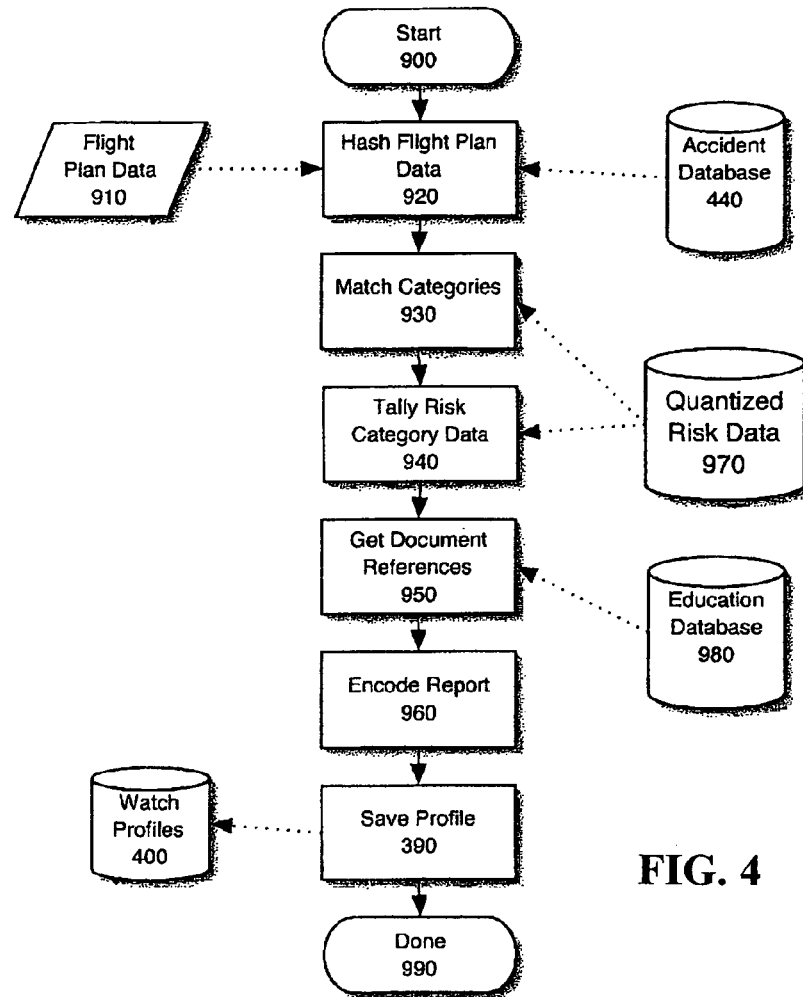 Start
900
Flight
Plan Data
910
Hash Flight Plan
Data
920
Accident
Database
440
Match Categories
930
Tally Risk
Category Data
940
Quantized
Risk Data
970
Get Document
References
950
Education
Database
980
Encode Report
960
Watch
Profiles
400
Save Profile
390
FIG. 4
Done
990